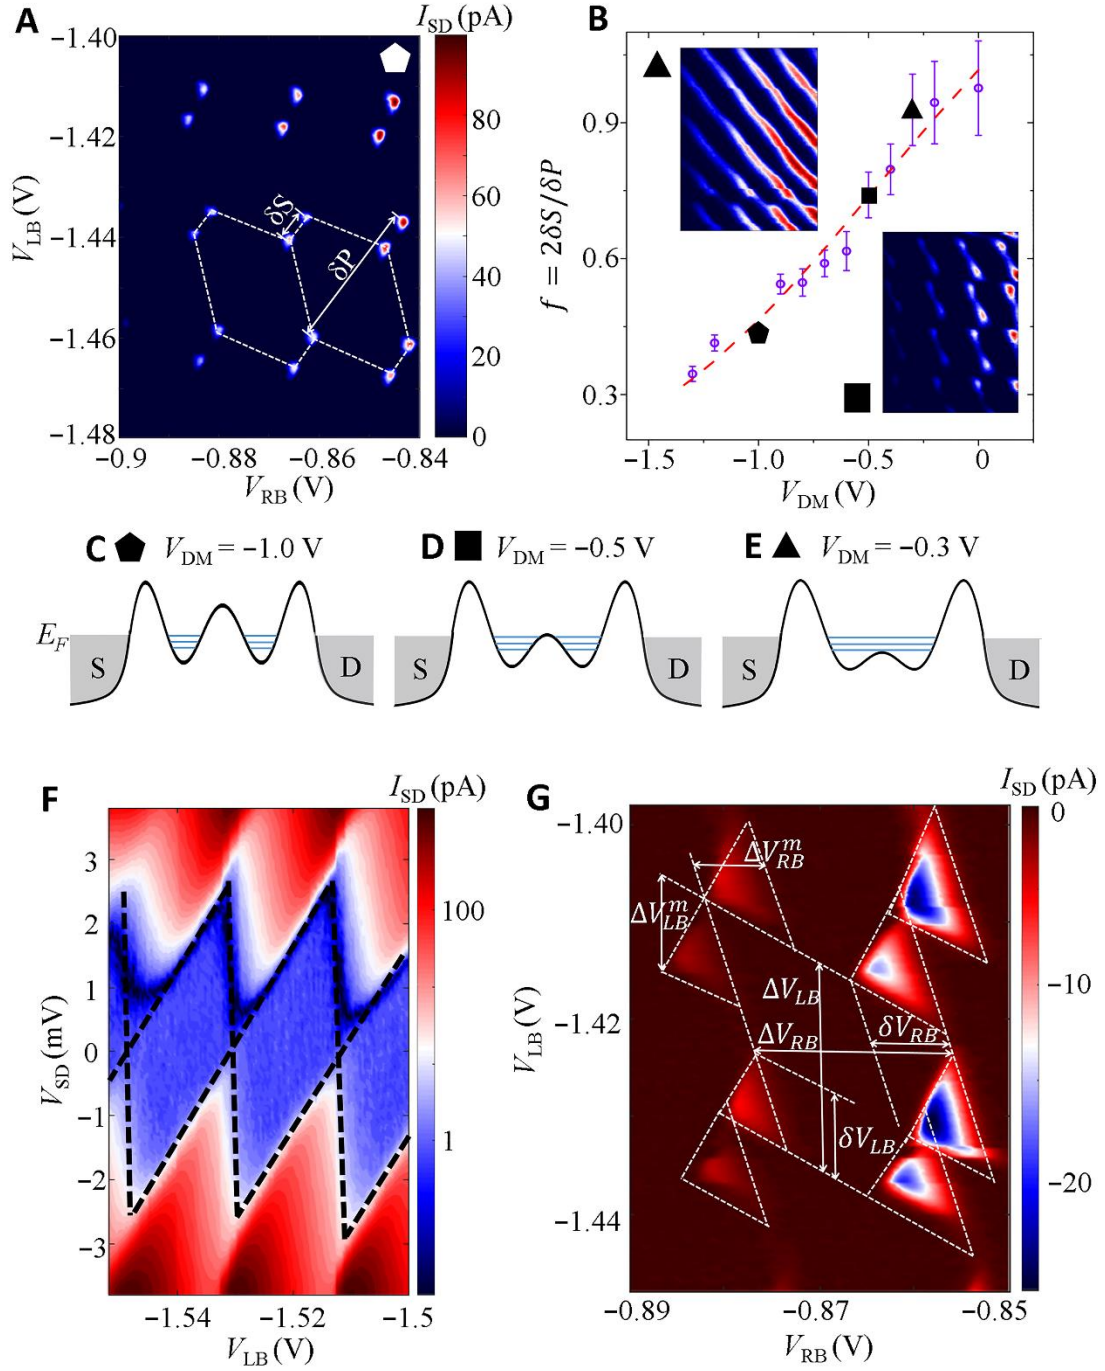 A
I_SD (pA)
−1.40
−1.42
−1.44
−1.46
−1.48
V_LB (V)
δS
δP
80
60
40
20
0
−0.9
−0.88
−0.86
−0.84
V_RB (V)
B
0.9
0.6
0.3
f = 2δS/δP
−1.5
−1.0
−0.5
0
V_DM (V)
C V_DM = −1.0 V
D V_DM = −0.5 V
E V_DM = −0.3 V
E_F
S
D
S
D
S
D
F
I_SD (pA)
3
2
1
0
−1
−2
−3
V_SD (mV)
100
1
−1.54
−1.52
−1.5
V_LB (V)
G
I_SD (pA)
−1.40
−1.42
−1.44
V_LB (V)
ΔV_RB^m
ΔV_LB^m
ΔV_LB
δV_RB
ΔV_RB
δV_LB
0
−10
−20
−0.89
−0.87
−0.85
V_RB (V)